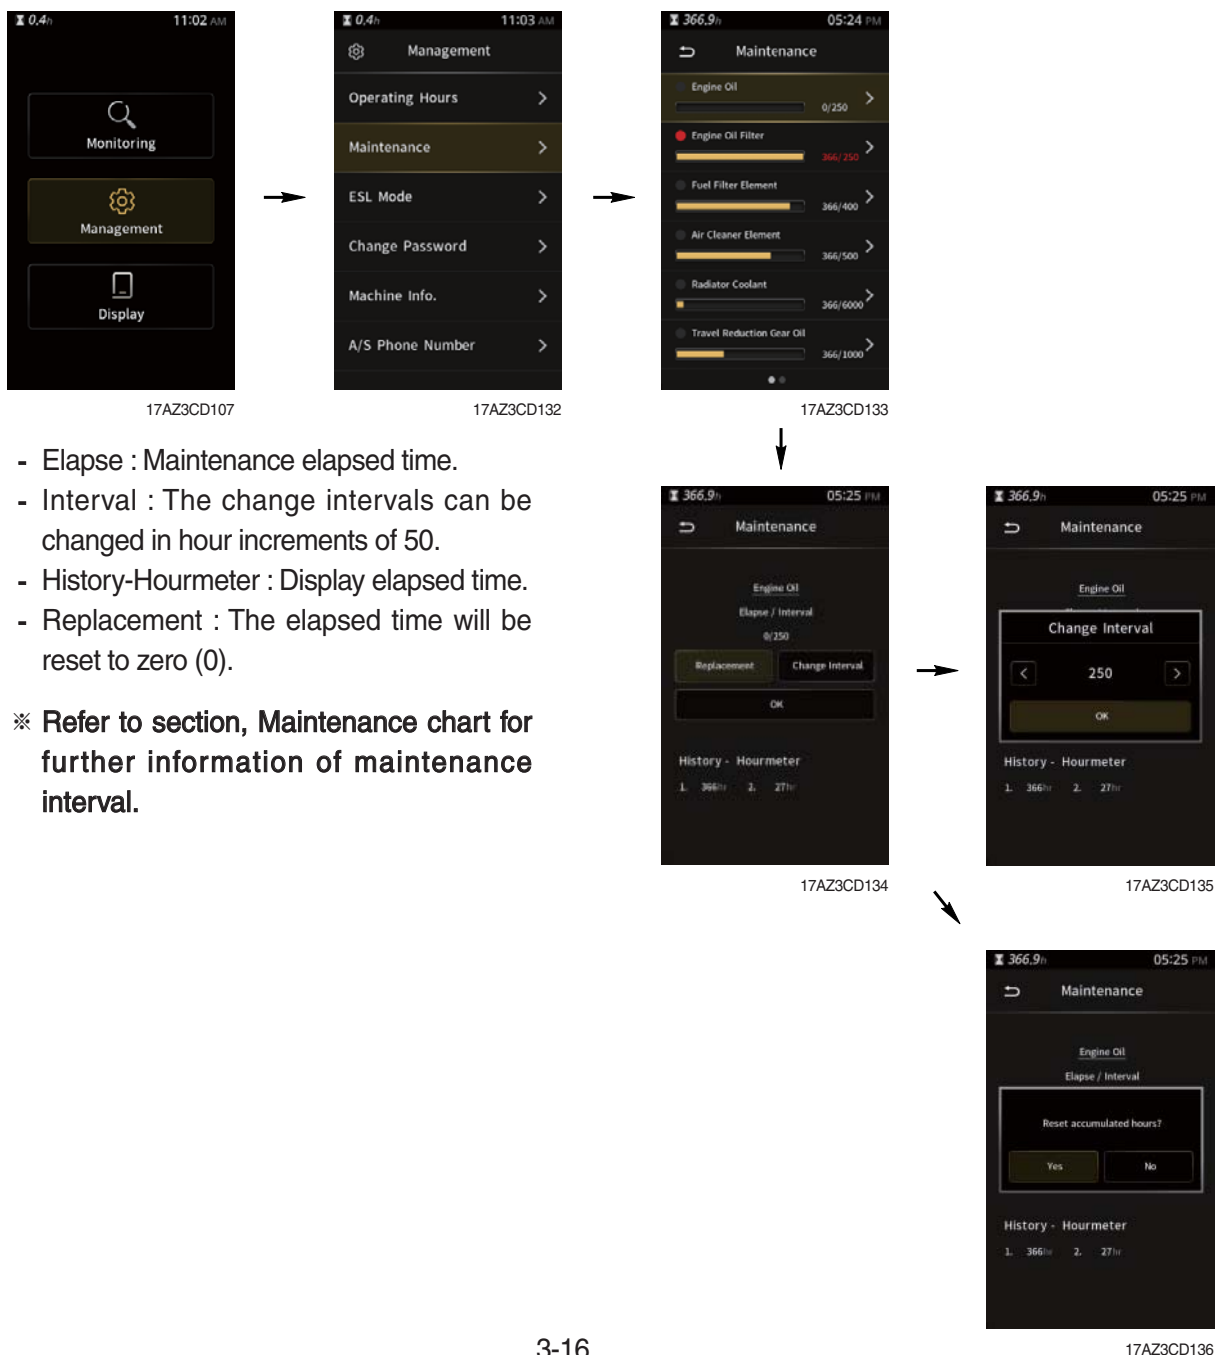 0.4h 11:02 AM
Monitoring
Management
Display
17AZ3CD107
0.4h 11:03 AM
Management
Operating Hours >
Maintenance >
ESL Mode >
Change Password >
Machine Info. >
A/S Phone Number >
17AZ3CD132
366.9h 05:24 PM
Maintenance
Engine Oil
0/250 >
Engine Oil Filter
366/250 >
Fuel Filter Element
366/400 >
Air Cleaner Element
366/500 >
Radiator Coolant
366/6000 >
Travel Reduction Gear Oil
366/1000 >
17AZ3CD133
- Elapse : Maintenance elapsed time.
- Interval : The change intervals can be
changed in hour increments of 50.
- History-Hourmeter : Display elapsed time.
- Replacement : The elapsed time will be
reset to zero (0).
※ Refer to section, Maintenance chart for
further information of maintenance
interval.
366.9h 05:25 PM
Maintenance
Engine Oil
Elapse / Interval
0/250
Replacement Change Interval
OK
History - Hourmeter
1. 366hr 2. 27hr
17AZ3CD134
366.9h 05:25 PM
Maintenance
Engine Oil
Change Interval
< 250 >
OK
History - Hourmeter
1. 366hr 2. 27hr
17AZ3CD135
366.9h 05:25 PM
Maintenance
Engine Oil
Elapse / Interval
Reset accumulated hours?
Yes No
History - Hourmeter
1. 366hr 2. 27hr
17AZ3CD136
3-16